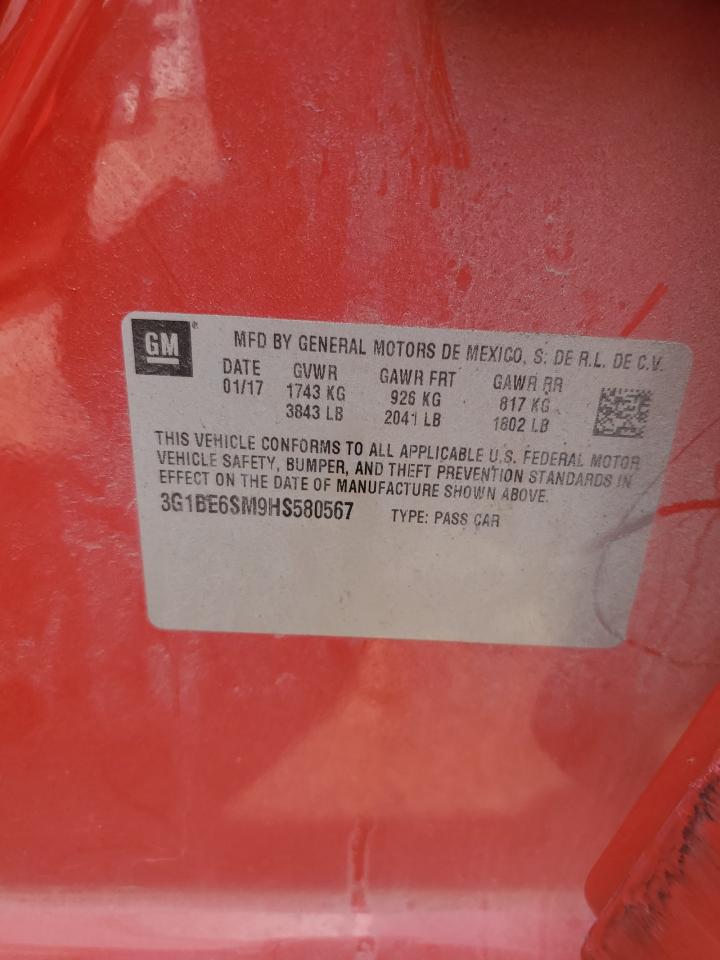 GM®
MFD BY GENERAL MOTORS DE MEXICO, S. DE R.L. DE C.V.
DATE GVWR GAWR FRT GAWR RR
01/17 1743 KG 926 KG 817 KG
3843 LB 2041 LB 1802 LB
THIS VEHICLE CONFORMS TO ALL APPLICABLE U.S. FEDERAL MOTOR
VEHICLE SAFETY, BUMPER, AND THEFT PREVENTION STANDARDS IN
EFFECT ON THE DATE OF MANUFACTURE SHOWN ABOVE.
3G1BE6SM9HS580567 TYPE: PASS CAR